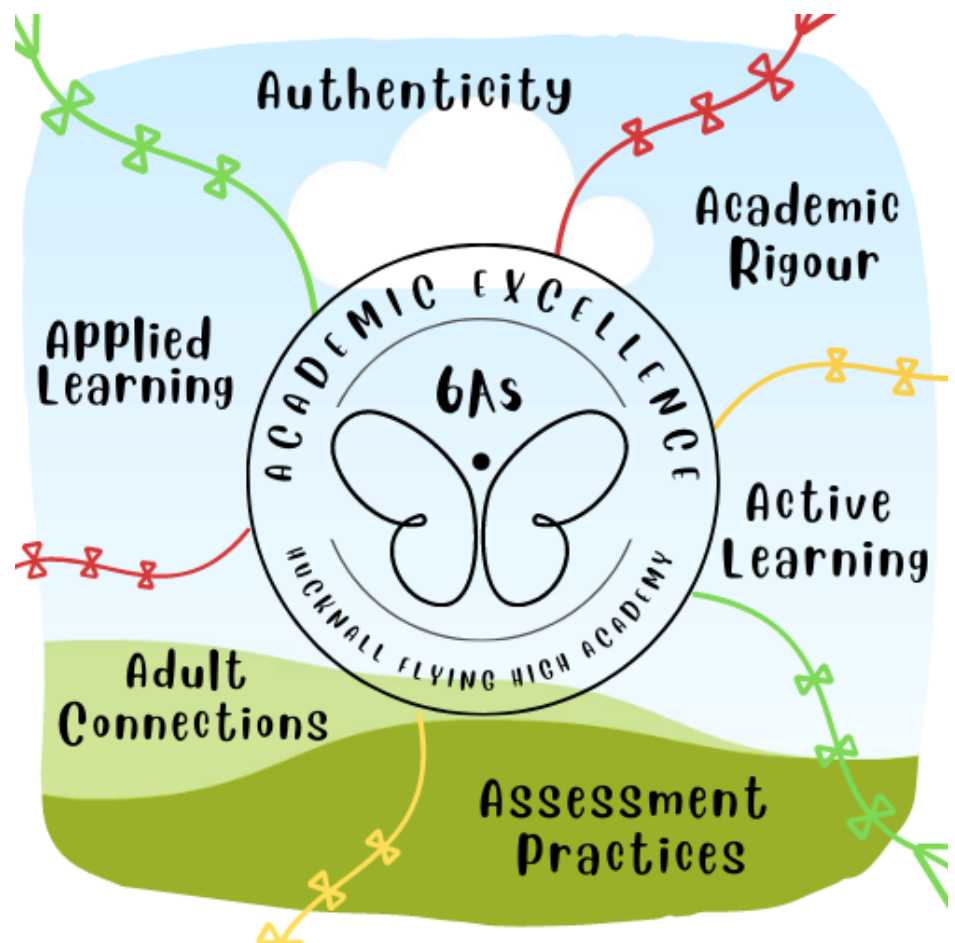 Authenticity
Academic
Rigour
Applied
Learning
ACADEMIC EXCELLENCE
6As
Active
Learning
HUCKNALL FLYING HIGH ACADEMY
Adult
Connections
Assessment
Practices